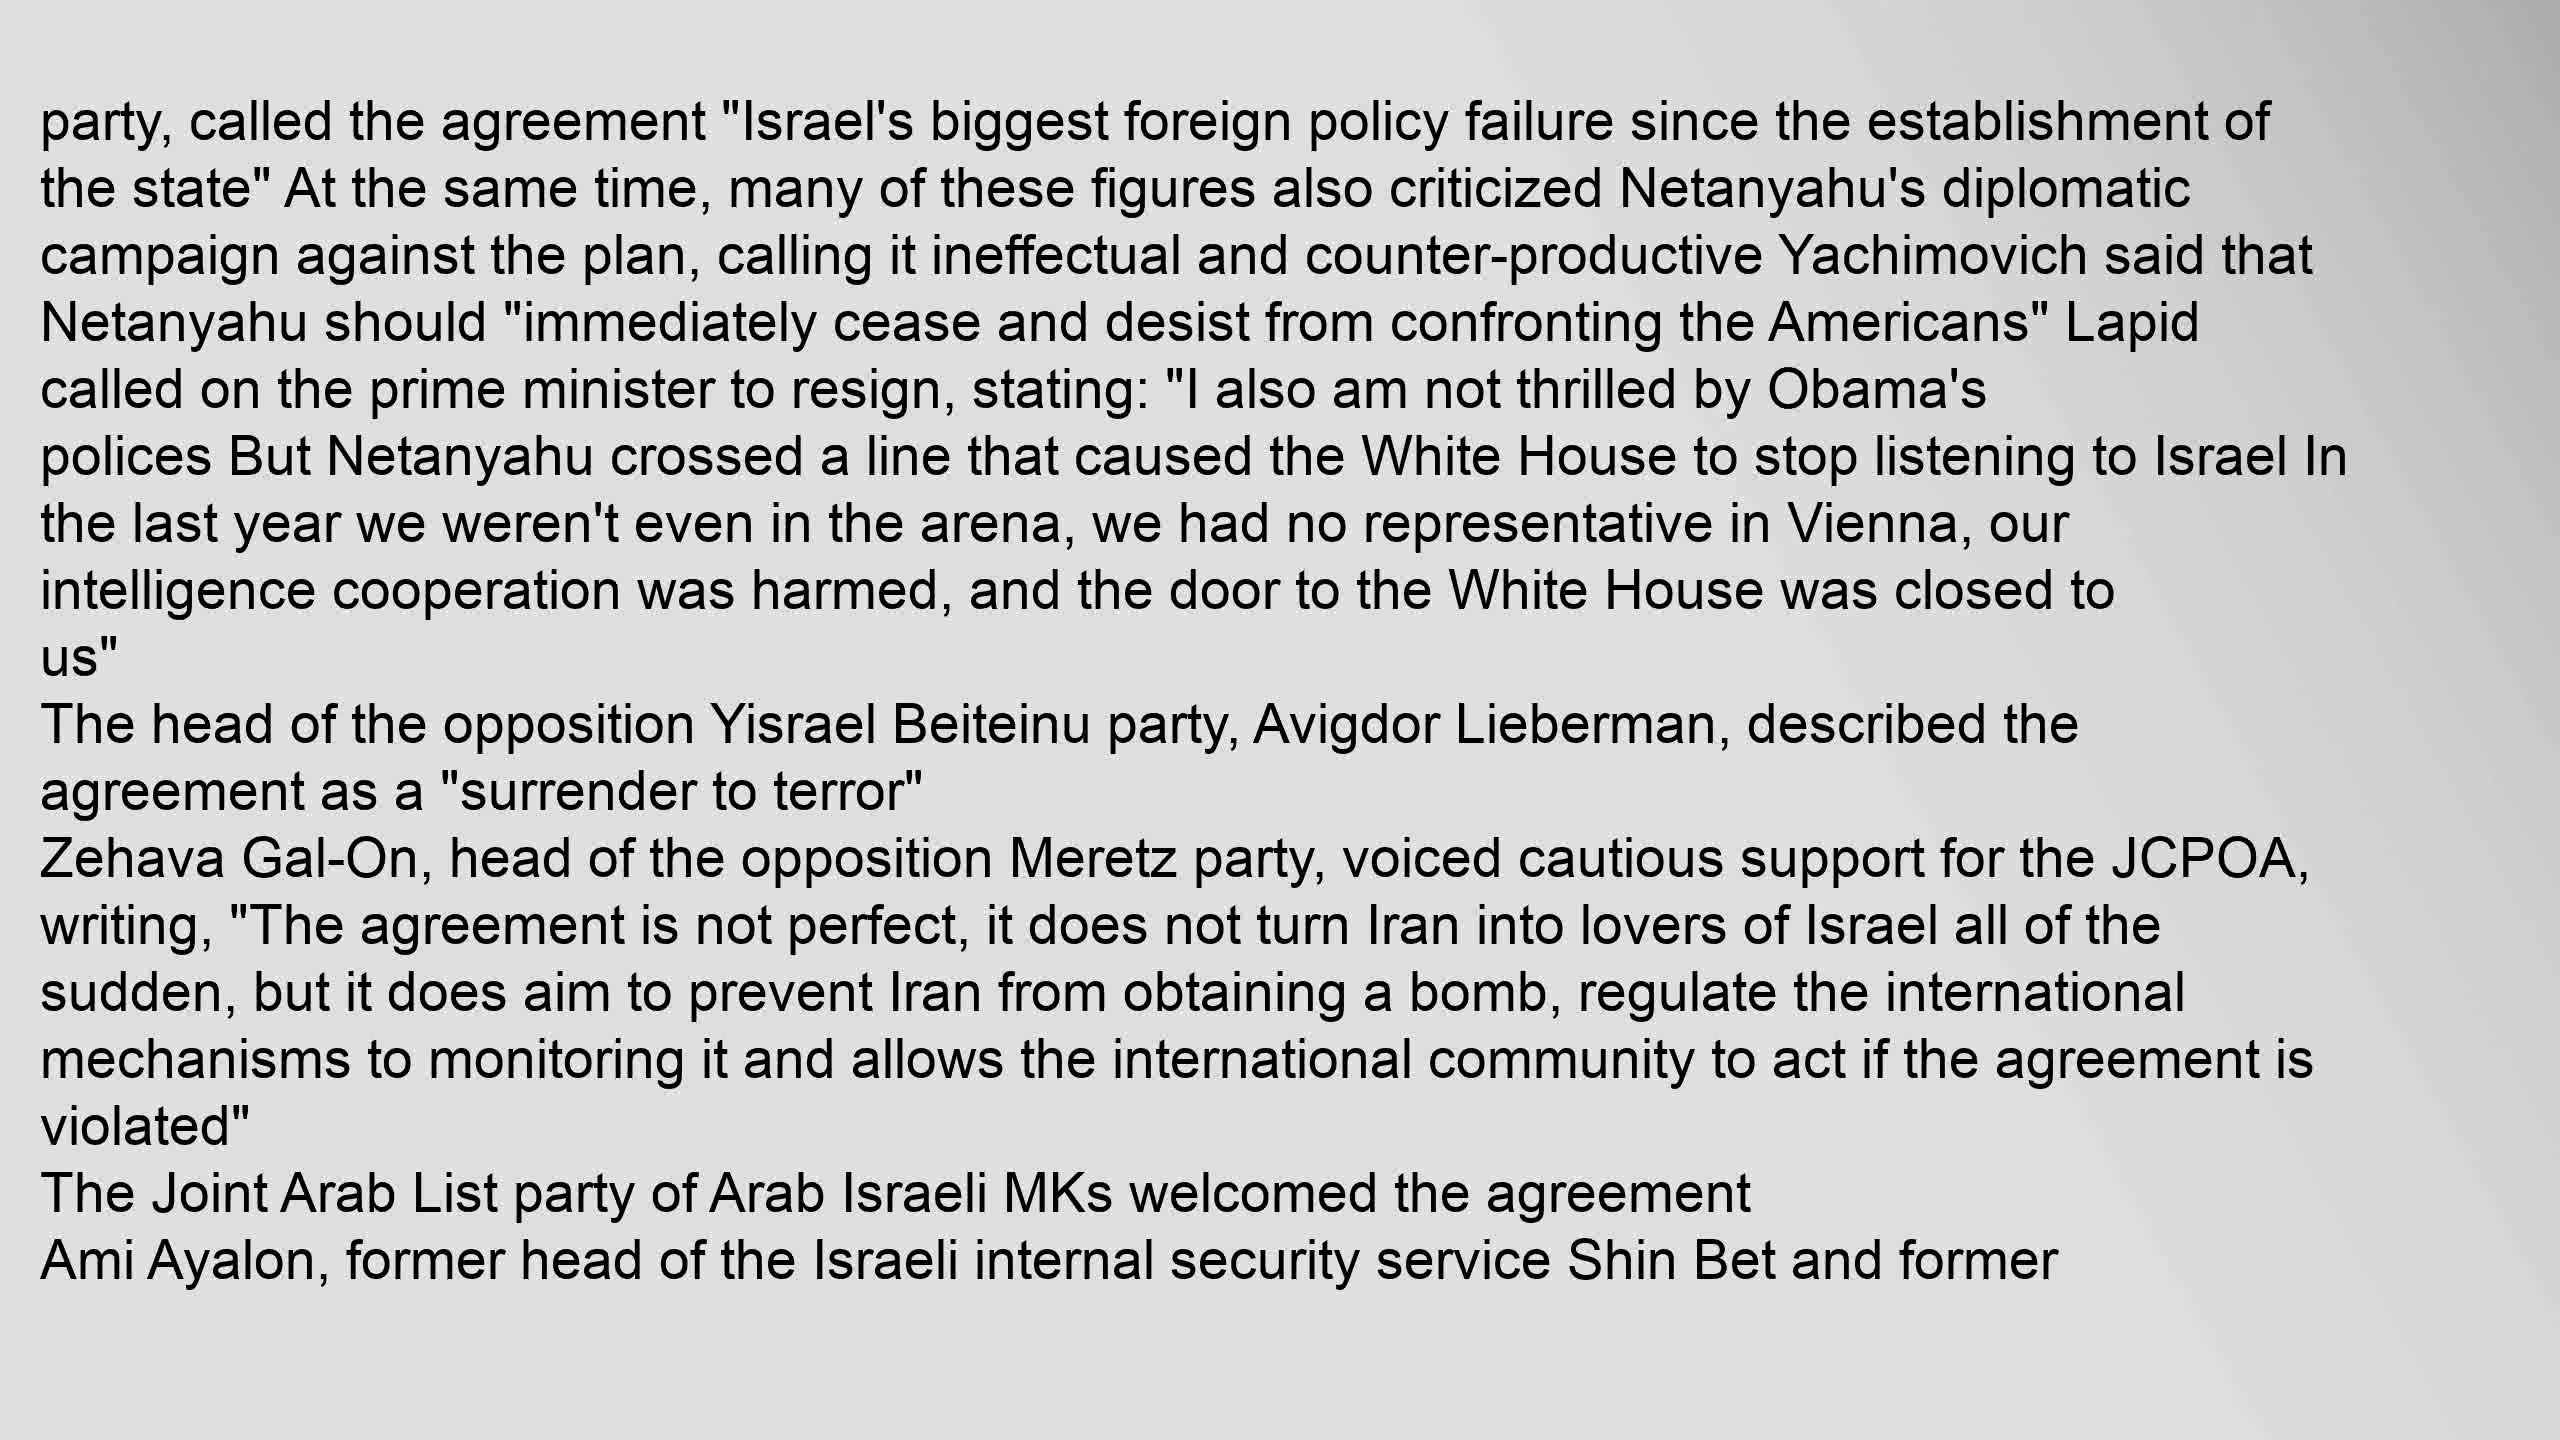 party, called the agreement "Israel's biggest foreign policy failure since the establishment of
the state" At the same time, many of these figures also criticized Netanyahu's diplomatic
campaign against the plan, calling it ineffectual and counter-productive Yachimovich said that
Netanyahu should "immediately cease and desist from confronting the Americans" Lapid
called on the prime minister to resign, stating: "I also am not thrilled by Obama's
polices But Netanyahu crossed a line that caused the White House to stop listening to Israel In
the last year we weren't even in the arena, we had no representative in Vienna, our
intelligence cooperation was harmed, and the door to the White House was closed to
us"
The head of the opposition Yisrael Beiteinu party, Avigdor Lieberman, described the
agreement as a "surrender to terror"
Zehava Gal-On, head of the opposition Meretz party, voiced cautious support for the JCPOA,
writing, "The agreement is not perfect, it does not turn Iran into lovers of Israel all of the
sudden, but it does aim to prevent Iran from obtaining a bomb, regulate the international
mechanisms to monitoring it and allows the international community to act if the agreement is
violated"
The Joint Arab List party of Arab Israeli MKs welcomed the agreement
Ami Ayalon, former head of the Israeli internal security service Shin Bet and former